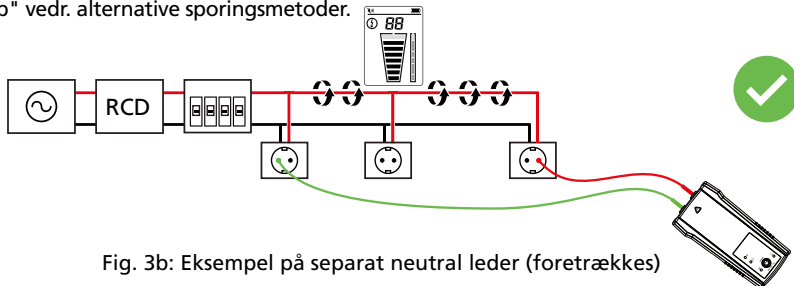 b" vedr. alternative sporingsmetoder.
88
RCD
Fig. 3b: Eksempel på separat neutral leder (foretrækkes)